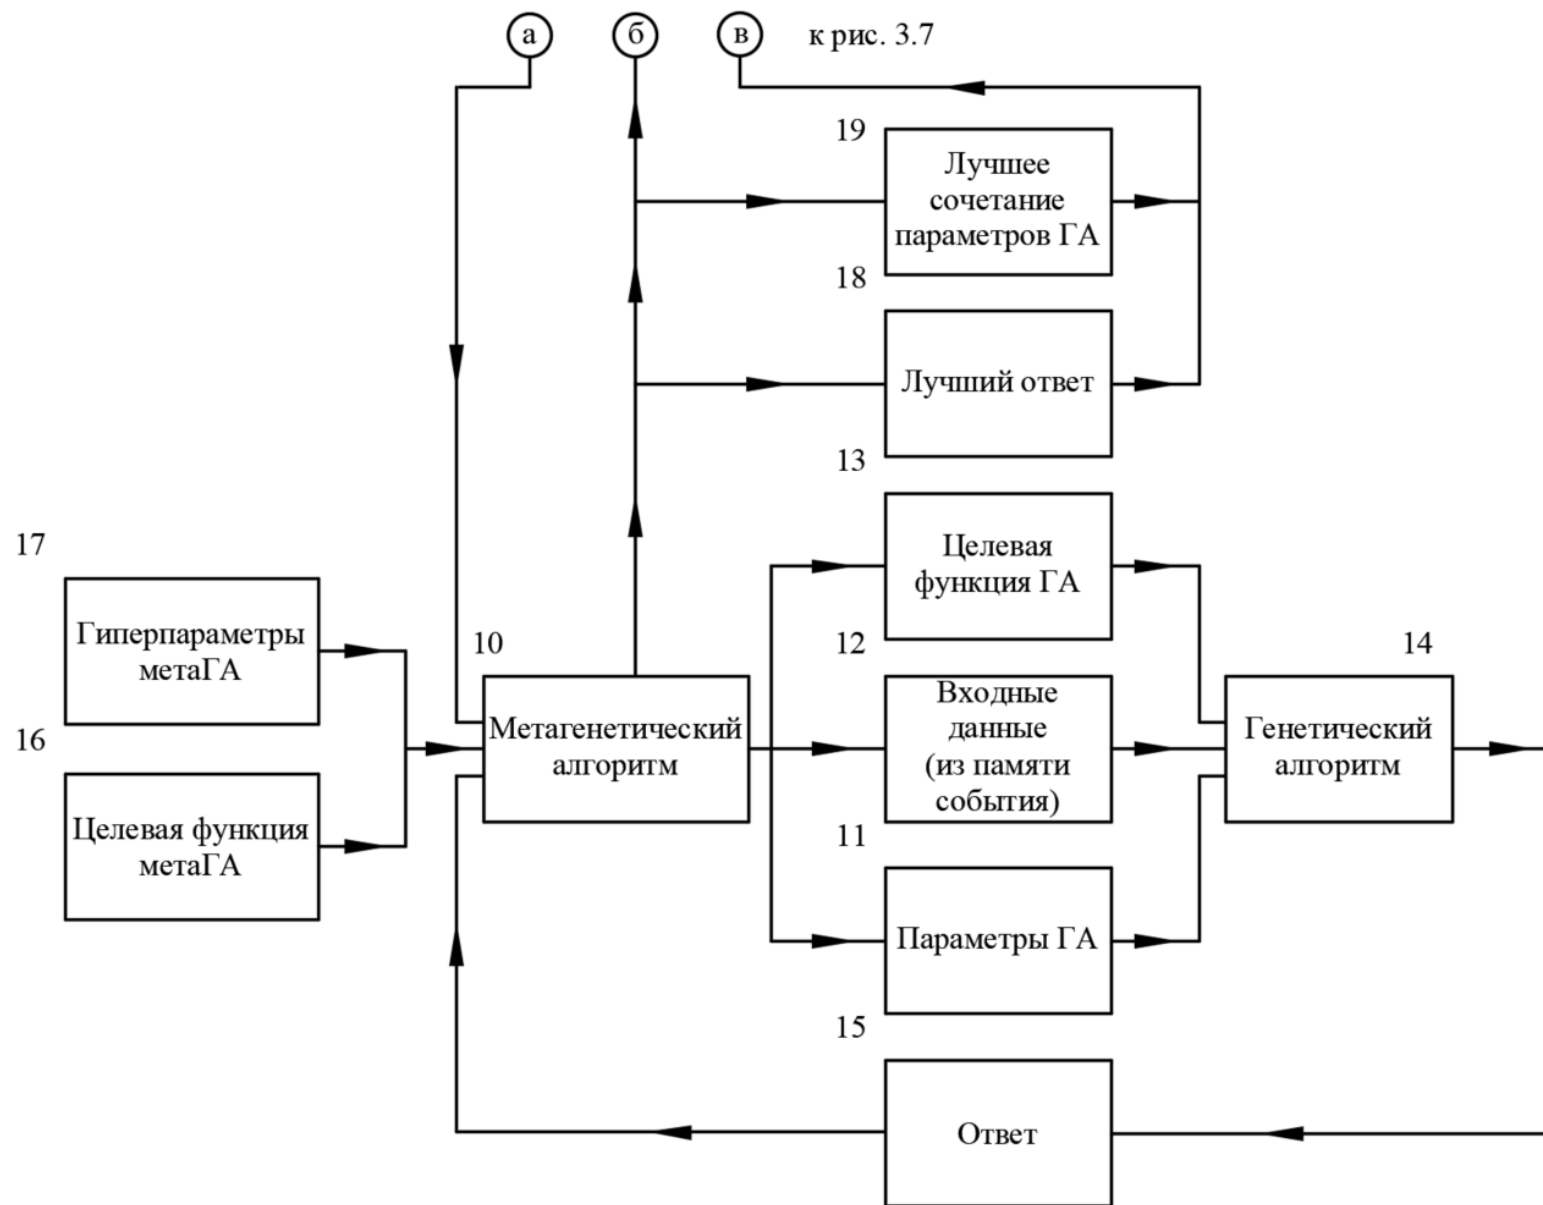 а
б
в
к рис. 3.7
19
Лучшее
сочетание
параметров ГА
18
Лучший ответ
13
Целевая
функция ГА
17
Гиперпараметры
метаГА
16
Целевая функция
метаГА
10
Метагенетический
алгоритм
12
Входные
данные
(из памяти
события)
11
Параметры ГА
14
Генетический
алгоритм
15
Ответ